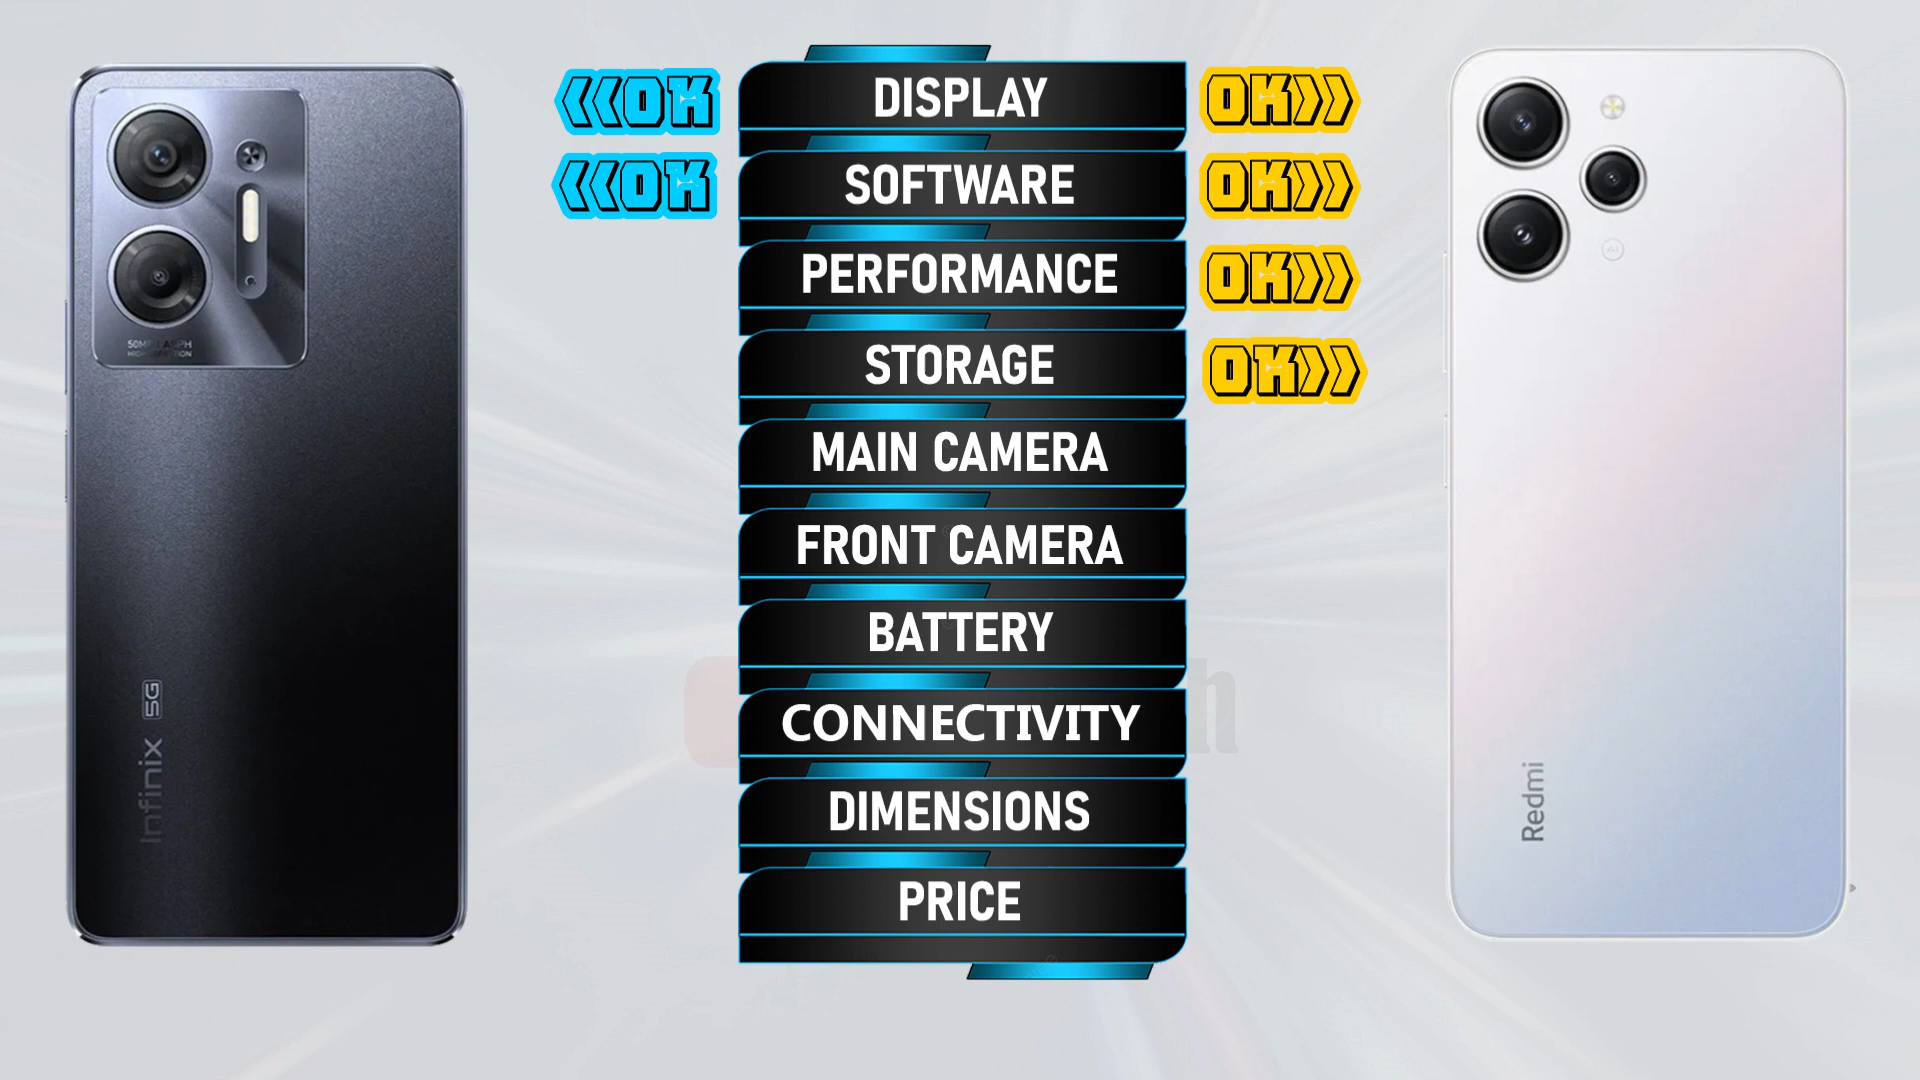 <<OK DISPLAY OK>>
<<OK SOFTWARE OK>>
PERFORMANCE OK>>
STORAGE OK>>
MAIN CAMERA
FRONT CAMERA
BATTERY
CONNECTIVITY
DIMENSIONS
PRICE
Infinix 5G
Redmi
AI